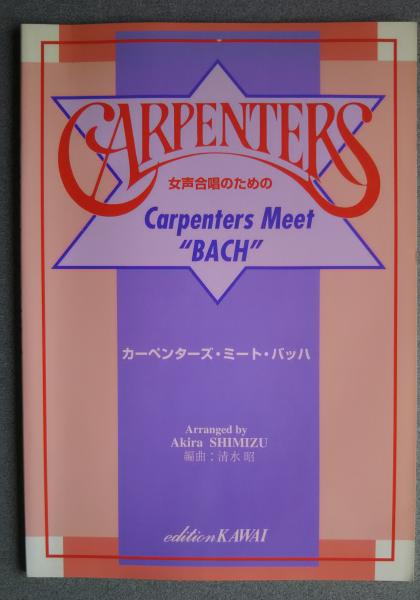 CARPENTERS
女声合唱のための
Carpenters Meet
“BACH”
カーペンターズ・ミート・バッハ
Arranged by
Akira SHIMIZU
編曲：清水 昭
edition KAWAI